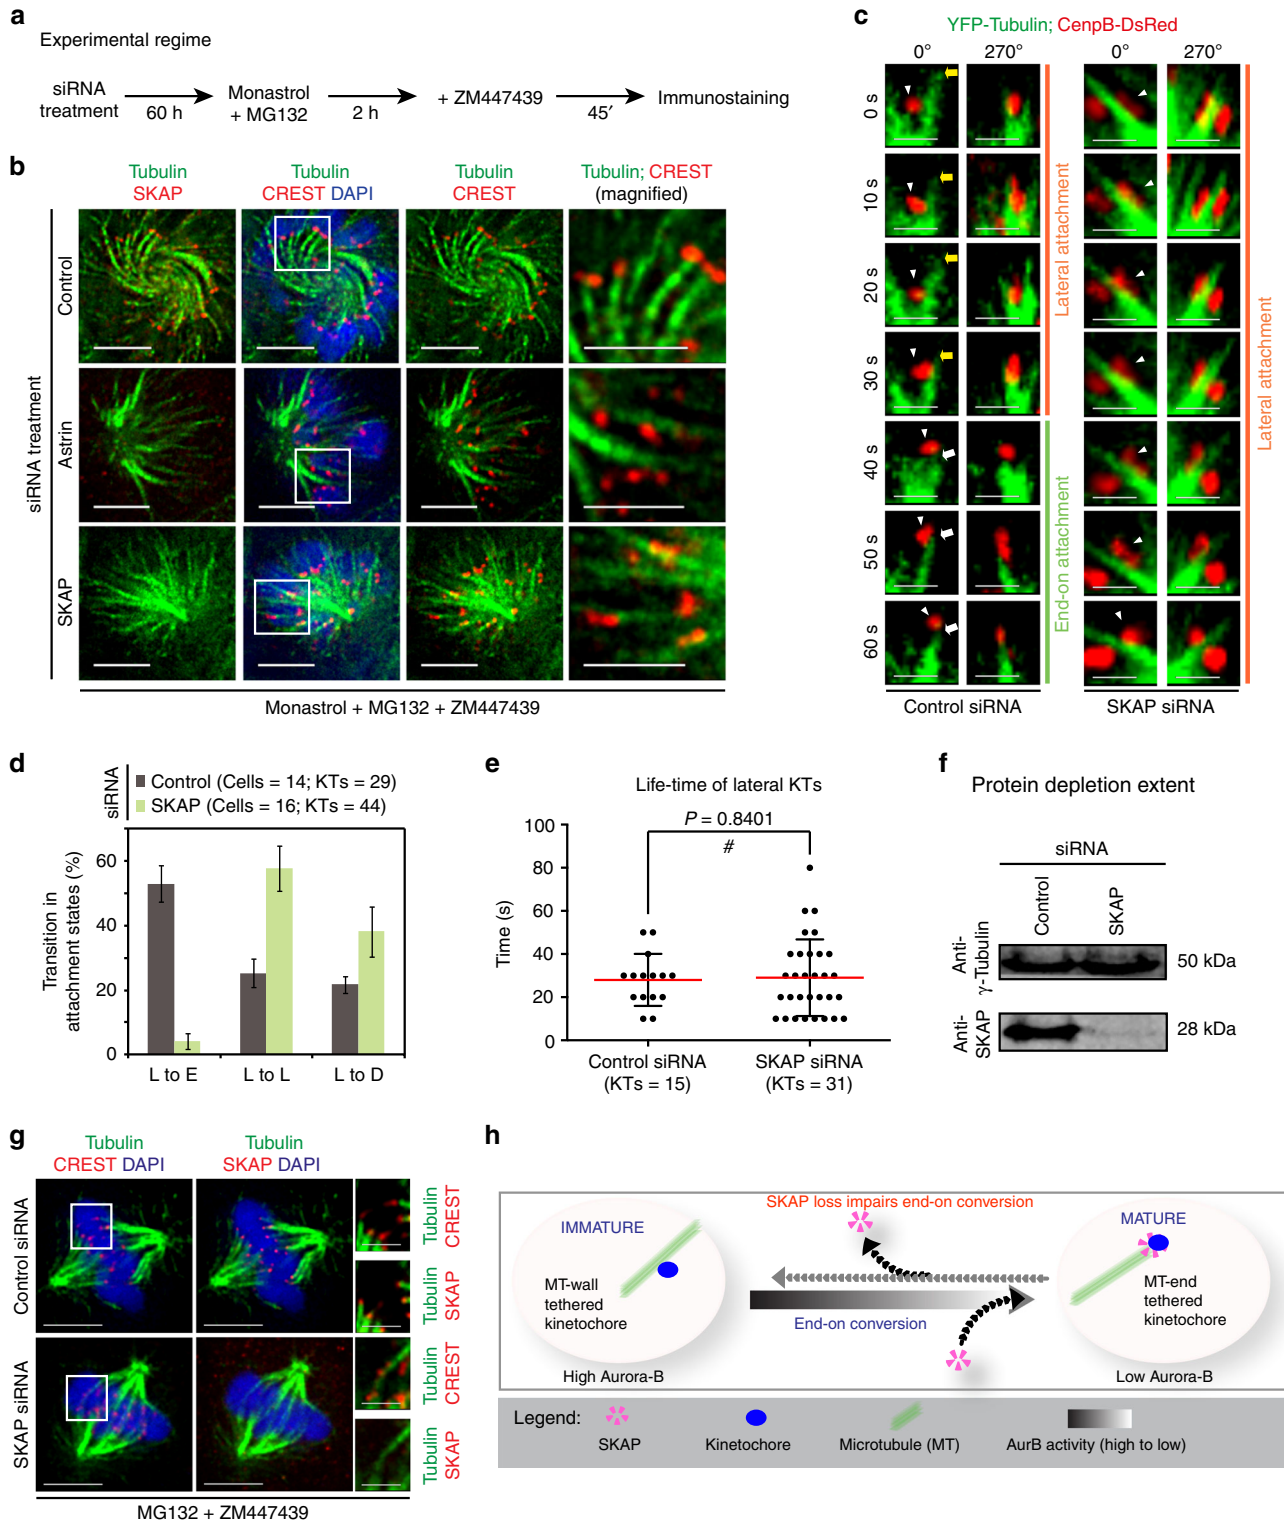 a
Experimental regime
siRNA treatment
60 h
Monastrol + MG132
2 h
+ ZM447439
45′
Immunostaining
b
Tubulin SKAP
Tubulin CREST DAPI
Tubulin CREST
Tubulin; CREST (magnified)
siRNA treatment
Control
Astrin
SKAP
Monastrol + MG132 + ZM447439
c
YFP-Tubulin; CenpB-DsRed
0° 270° 0° 270°
0 s
10 s
20 s
30 s
40 s
50 s
60 s
Lateral attachment
End-on attachment
Lateral attachment
Control siRNA
SKAP siRNA
d
siRNA
Control (Cells = 14; KTs = 29)
SKAP (Cells = 16; KTs = 44)
Transition in attachment states (%)
60
40
20
0
L to E
L to L
L to D
e
Life-time of lateral KTs
P = 0.8401
#
Time (s)
100
80
60
40
20
0
Control siRNA (KTs = 15)
SKAP siRNA (KTs = 31)
f
Protein depletion extent
siRNA
Control
SKAP
Anti-γ-Tubulin
50 kDa
Anti-SKAP
28 kDa
g
Tubulin CREST DAPI
Tubulin SKAP DAPI
Control siRNA
SKAP siRNA
Tubulin CREST
Tubulin SKAP
Tubulin CREST
Tubulin SKAP
MG132 + ZM447439
h
SKAP loss impairs end-on conversion
IMMATURE
MT-wall tethered kinetochore
High Aurora-B
End-on conversion
MATURE
MT-end tethered kinetochore
Low Aurora-B
Legend:
SKAP
Kinetochore
Microtubule (MT)
AurB activity (high to low)